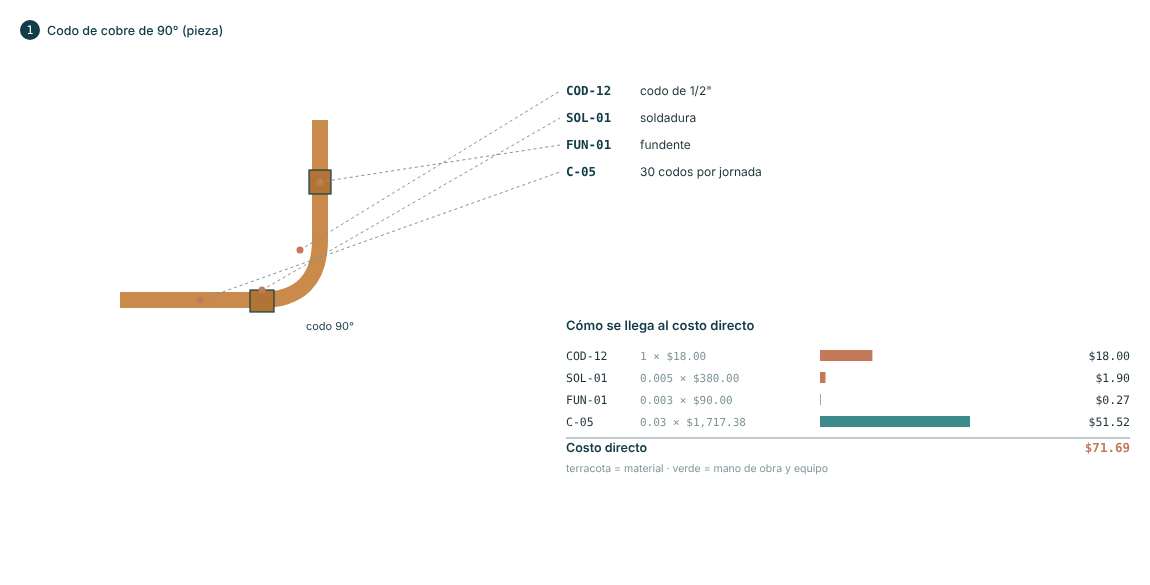 1 Codo de cobre de 90° (pieza)
COD-12 codo de 1/2"
SOL-01 soldadura
FUN-01 fundente
C-05 30 codos por jornada
codo 90°
Cómo se llega al costo directo
COD-12 1 × $18.00 $18.00
SOL-01 0.005 × $380.00 $1.90
FUN-01 0.003 × $90.00 $0.27
C-05 0.03 × $1,717.38 $51.52
Costo directo $71.69
terracota = material · verde = mano de obra y equipo